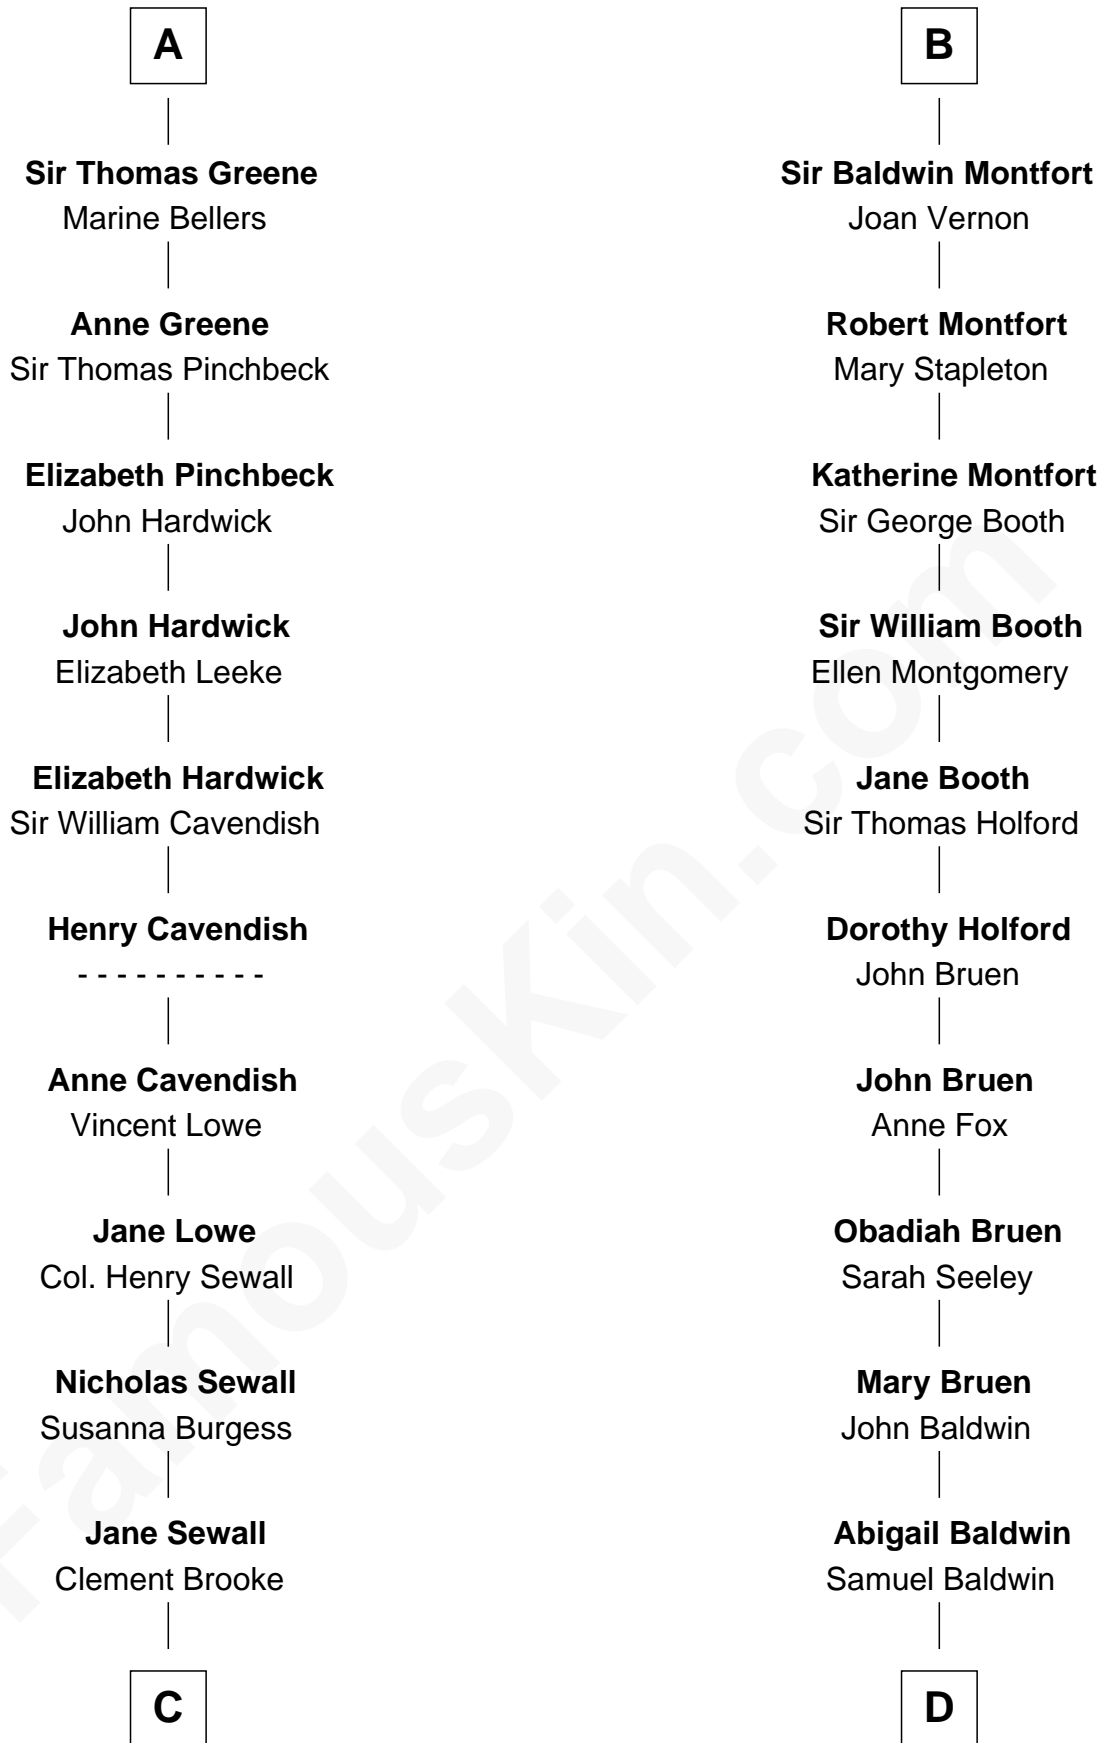 A
Sir Thomas Greene
Marine Bellers
Anne Greene
Sir Thomas Pinchbeck
Elizabeth Pinchbeck
John Hardwick
John Hardwick
Elizabeth Leeke
Elizabeth Hardwick
Sir William Cavendish
Henry Cavendish
- - - - - - - - - -
Anne Cavendish
Vincent Lowe
Jane Lowe
Col. Henry Sewall
Nicholas Sewall
Susanna Burgess
Jane Sewall
Clement Brooke
C
B
Sir Baldwin Montfort
Joan Vernon
Robert Montfort
Mary Stapleton
Katherine Montfort
Sir George Booth
Sir William Booth
Ellen Montgomery
Jane Booth
Sir Thomas Holford
Dorothy Holford
John Bruen
John Bruen
Anne Fox
Obadiah Bruen
Sarah Seeley
Mary Bruen
John Baldwin
Abigail Baldwin
Samuel Baldwin
D
FamousKin.com